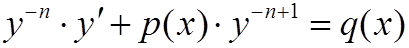 y⁻ⁿ · y′ + p(x) · y⁻ⁿ⁺¹ = q(x)